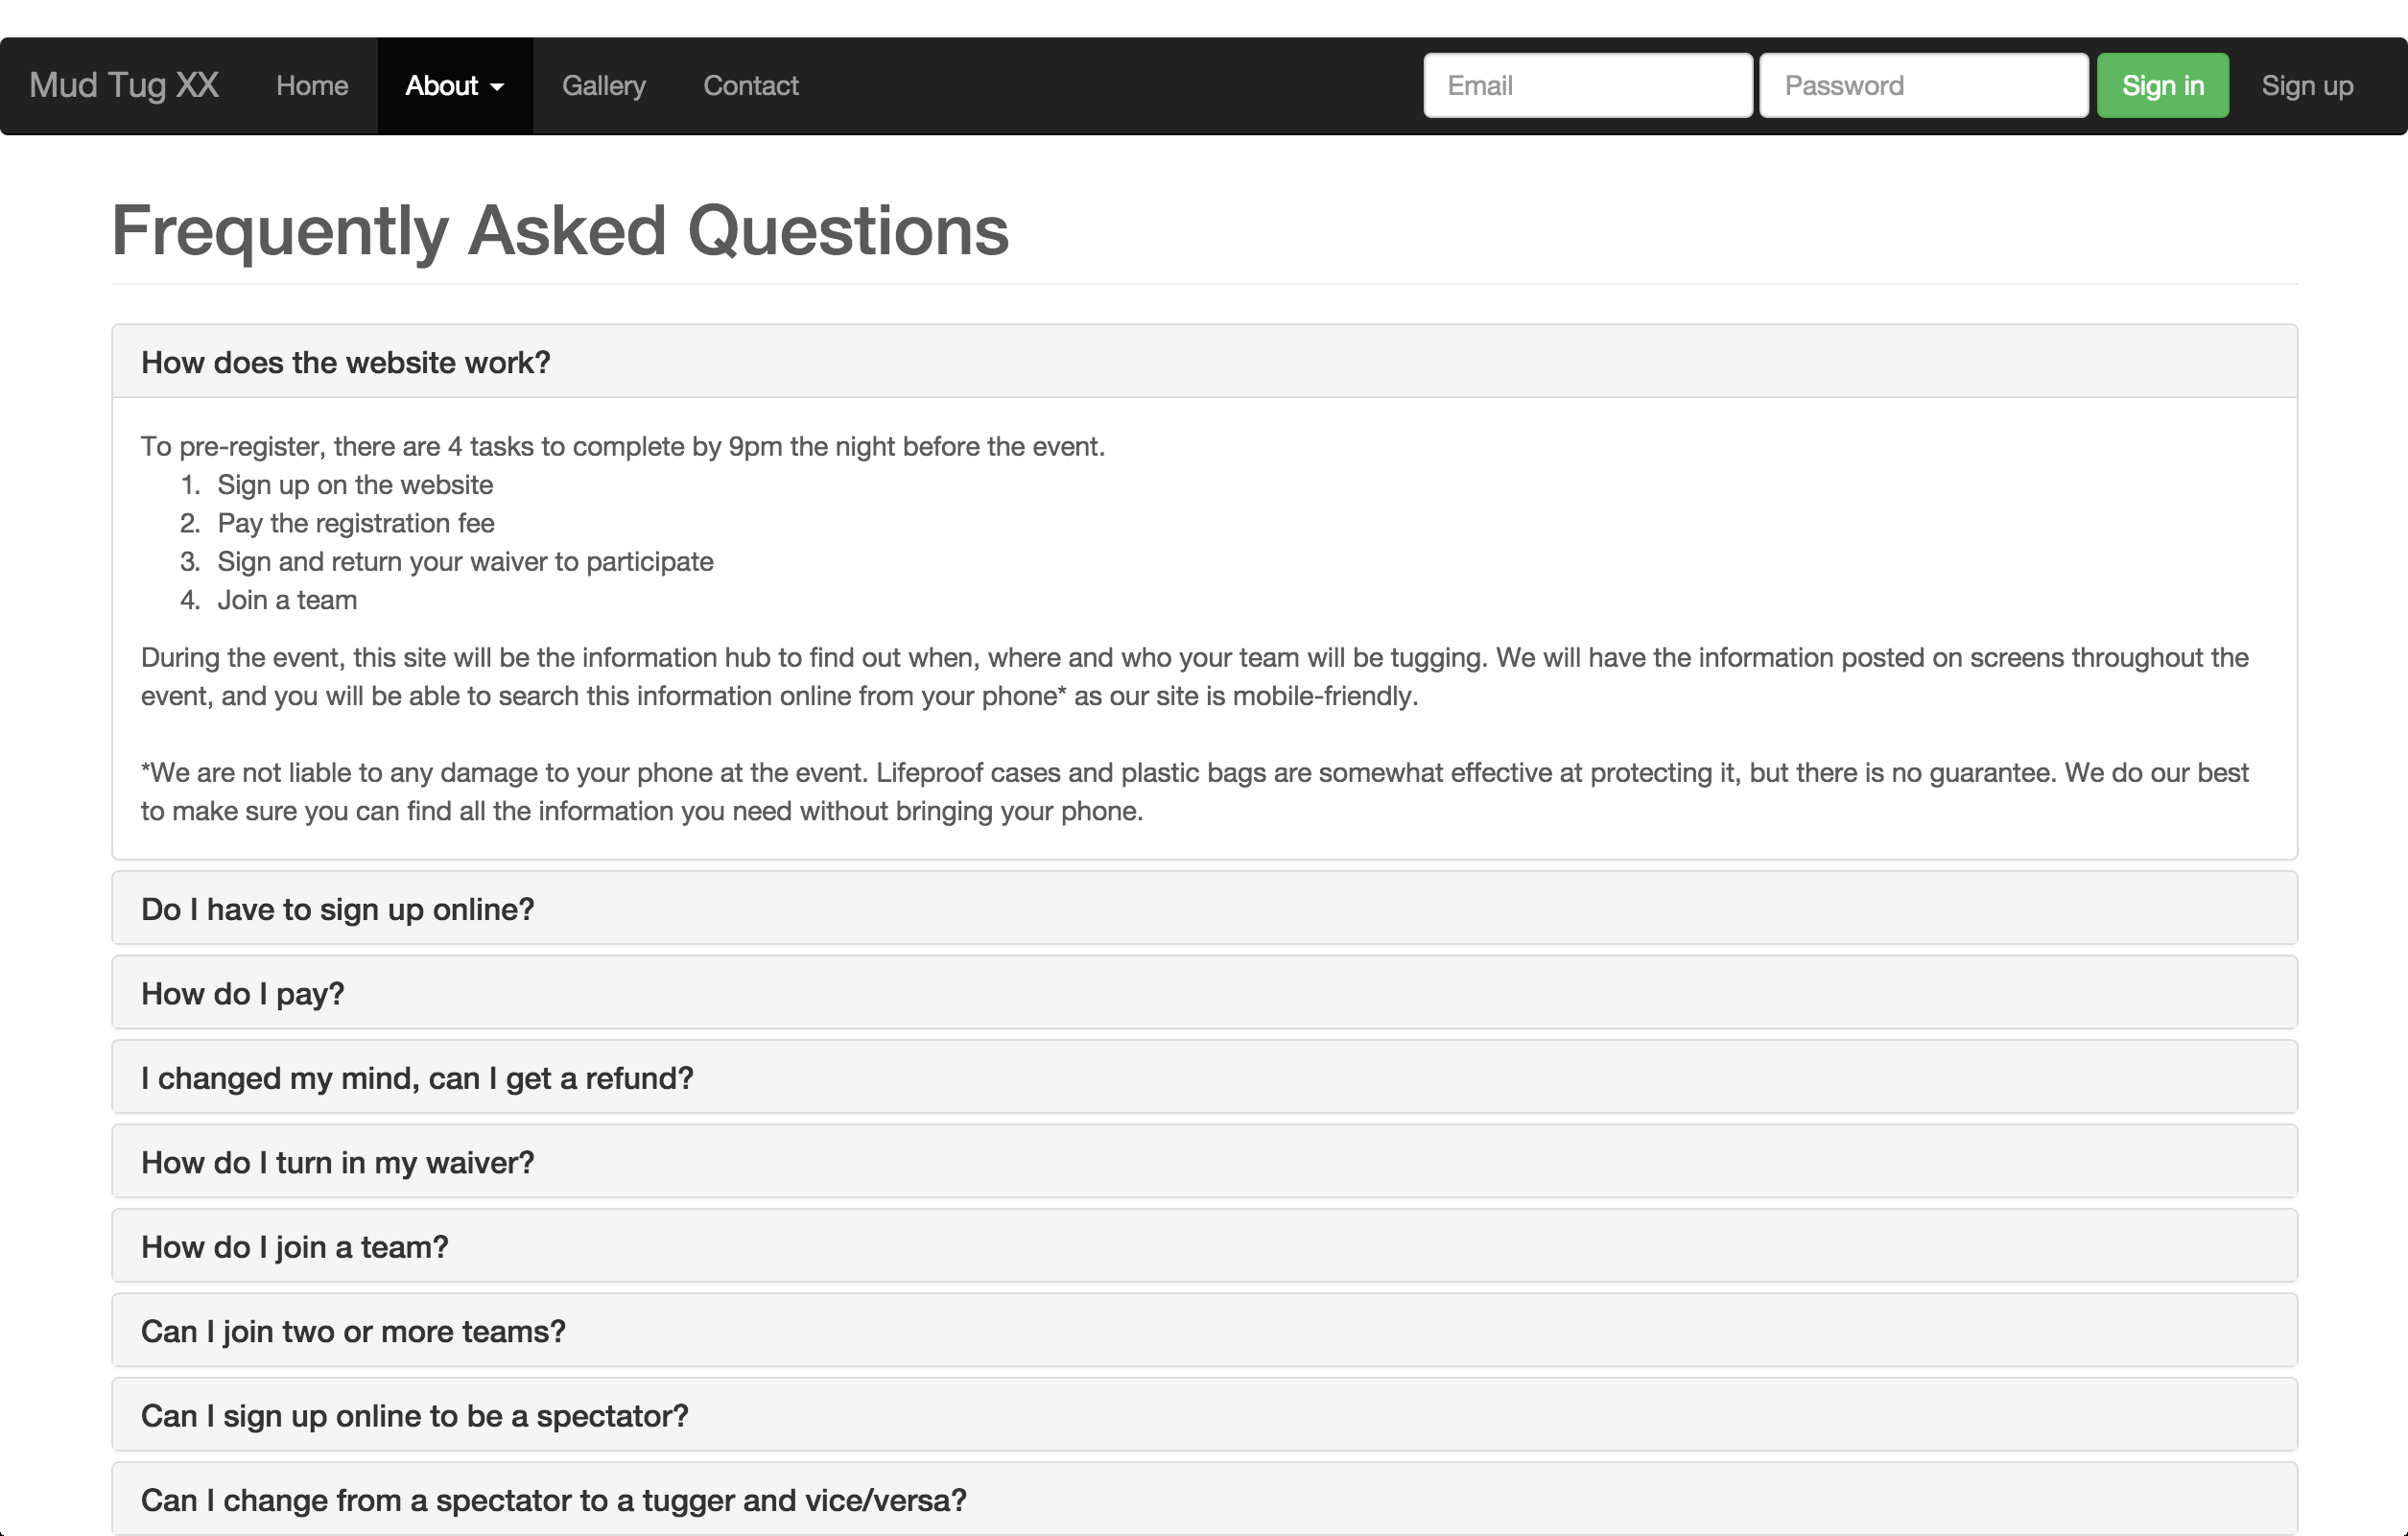 Mud Tug XX Home About Gallery Contact Email Password Sign in Sign up
Frequently Asked Questions
How does the website work?
To pre-register, there are 4 tasks to complete by 9pm the night before the event.
1. Sign up on the website
2. Pay the registration fee
3. Sign and return your waiver to participate
4. Join a team
During the event, this site will be the information hub to find out when, where and who your team will be tugging. We will have the information posted on screens throughout the
event, and you will be able to search this information online from your phone* as our site is mobile-friendly.
*We are not liable to any damage to your phone at the event. Lifeproof cases and plastic bags are somewhat effective at protecting it, but there is no guarantee. We do our best
to make sure you can find all the information you need without bringing your phone.
Do I have to sign up online?
How do I pay?
I changed my mind, can I get a refund?
How do I turn in my waiver?
How do I join a team?
Can I join two or more teams?
Can I sign up online to be a spectator?
Can I change from a spectator to a tugger and vice/versa?